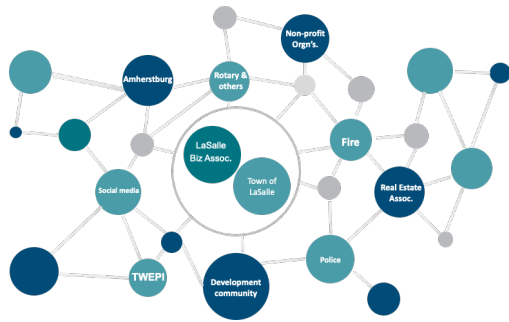 Non-profit
Orgn's.
Amherstburg
Rotary &
others
LaSalle
Biz Assoc.
Fire
Town of
LaSalle
Social media
Real Estate
Assoc.
Police
TWEPI
Development
community